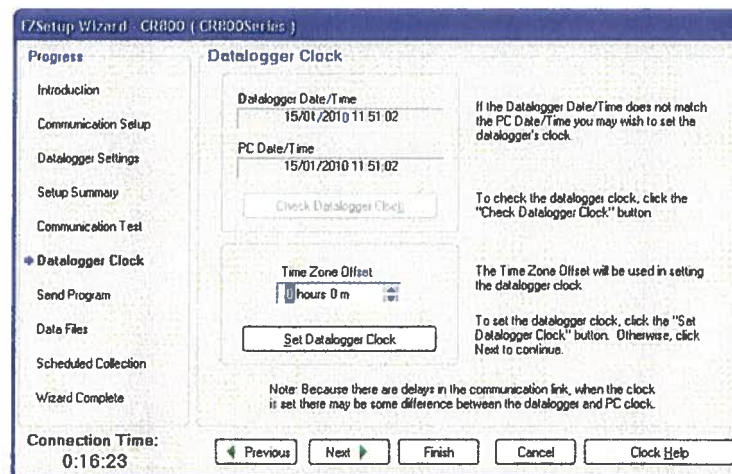 EZSetup Wizard - CR800 ( CR800Series )
Progress
Introduction
Communication Setup
Datalogger Settings
Setup Summary
Communication Test
Datalogger Clock
Send Program
Data Files
Scheduled Collection
Wizard Complete
Connection Time:
0:16:23
Datalogger Clock
Datalogger Date/Time
15/01/2010 11:51:02
PC Date/Time
15/01/2010 11:51:02
Check Datalogger Clock
If the Datalogger Date/Time does not match
the PC Date/Time you may wish to set the
datalogger's clock.
To check the datalogger clock, click the
"Check Datalogger Clock" button
Time Zone Offset
0 hours 0 m
Set Datalogger Clock
The Time Zone Offset will be used in setting
the datalogger clock
To set the datalogger clock, click the "Set
Datalogger Clock" button. Otherwise, click
Next to continue.
Note: Because there are delays in the communication link, when the clock
is set there may be some difference between the datalogger and PC clock.
Previous
Next
Finish
Cancel
Clock Help